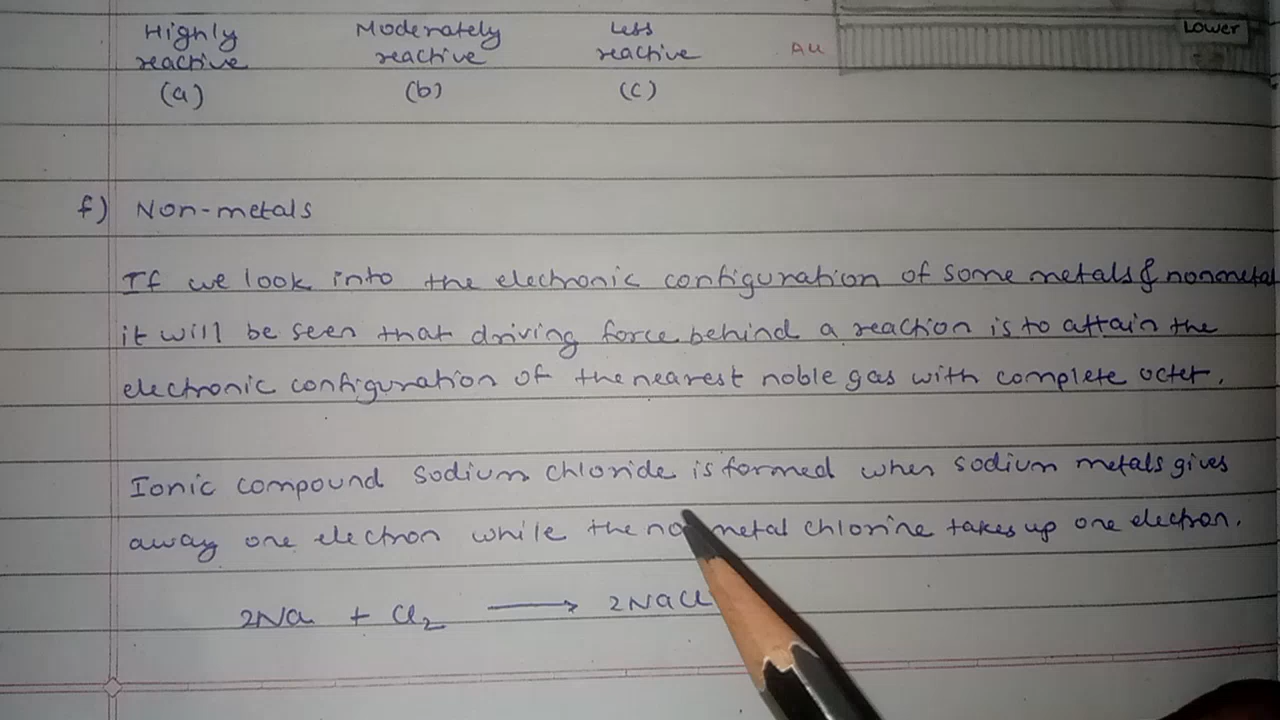 Highly Moderately Less
reactive reactive reactive
(a) (b) (c)
Au
Lower
f) Non-metals
If we look into the electronic configuration of some metals & nonmetal
it will be seen that driving force behind a reaction is to attain the
electronic configuration of the nearest noble gas with complete octet.
Ionic compound sodium chloride is formed when sodium metals gives
away one electron while the metal chlorine takes up one electron.
2Na + Cl₂ → 2NaCl